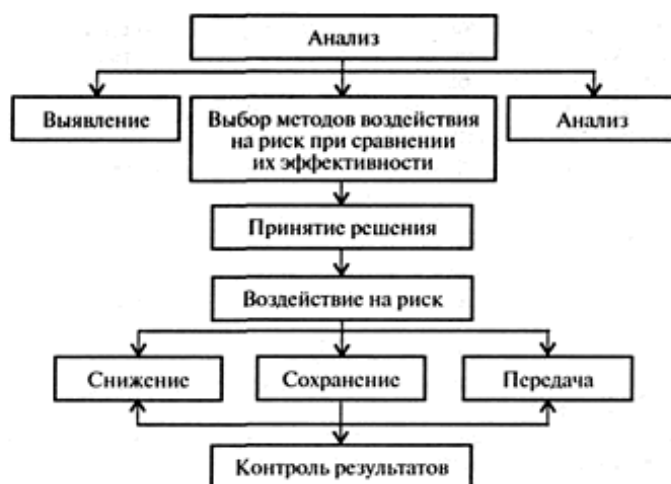 Анализ
Выявление
Выбор методов воздействия
на риск при сравнении
их эффективности
Анализ
Принятие решения
Воздействие на риск
Снижение
Сохранение
Передача
Контроль результатов